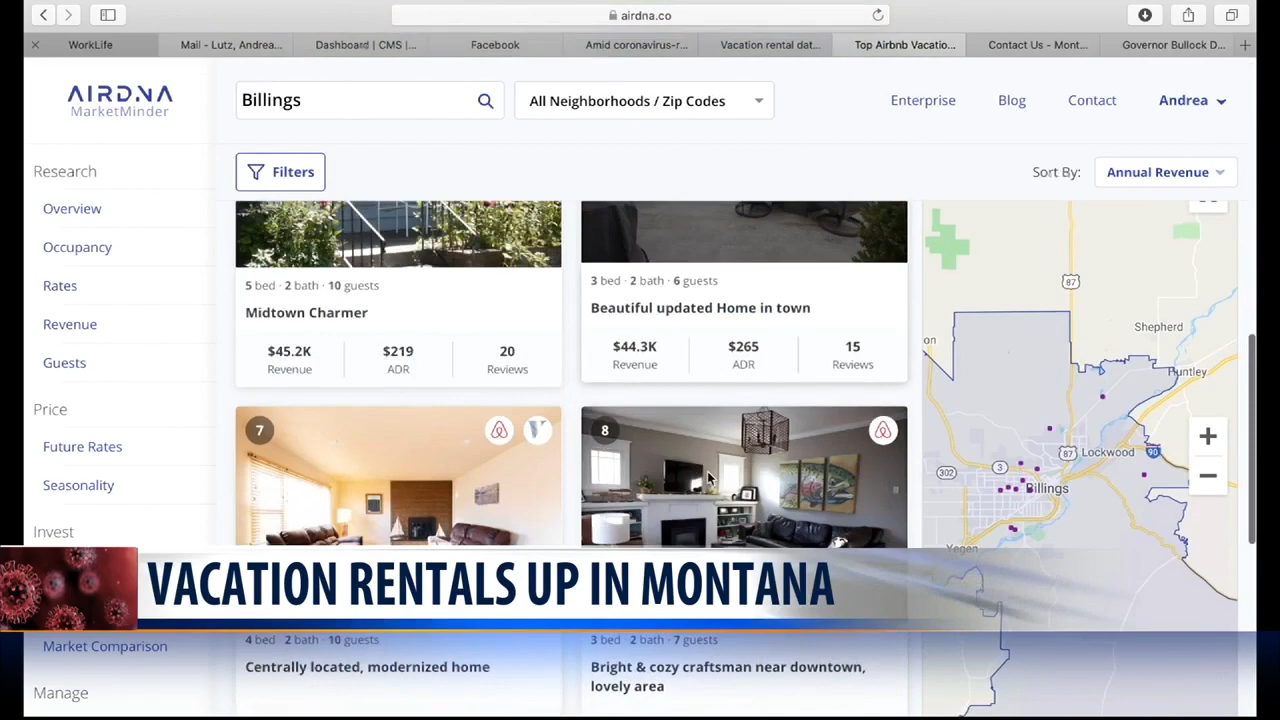 airdna.co
WorkLife
Mail - Lutz, Andrea...
Dashboard | CMS |...
Facebook
Amid coronavirus-r...
Vacation rental dat...
Top Airbnb Vacatio...
Contact Us - Mont...
Governor Bullock D...
AIRDNA
MarketMinder
Billings
All Neighborhoods / Zip Codes
Enterprise
Blog
Contact
Andrea
Filters
Sort By:
Annual Revenue
Research
Overview
Occupancy
Rates
Revenue
Guests
Price
Future Rates
Seasonality
Invest
Market Comparison
Manage
5 bed · 2 bath · 10 guests
Midtown Charmer
$45.2K
Revenue
$219
ADR
20
Reviews
3 bed · 2 bath · 6 guests
Beautiful updated Home in town
$44.3K
Revenue
$265
ADR
15
Reviews
7
8
4 bed · 2 bath · 10 guests
Centrally located, modernized home
3 bed · 2 bath · 7 guests
Bright & cozy craftsman near downtown,
lovely area
87
Shepherd
on
Huntley
87
Lockwood
90
302
3
Billings
Yegen
VACATION RENTALS UP IN MONTANA